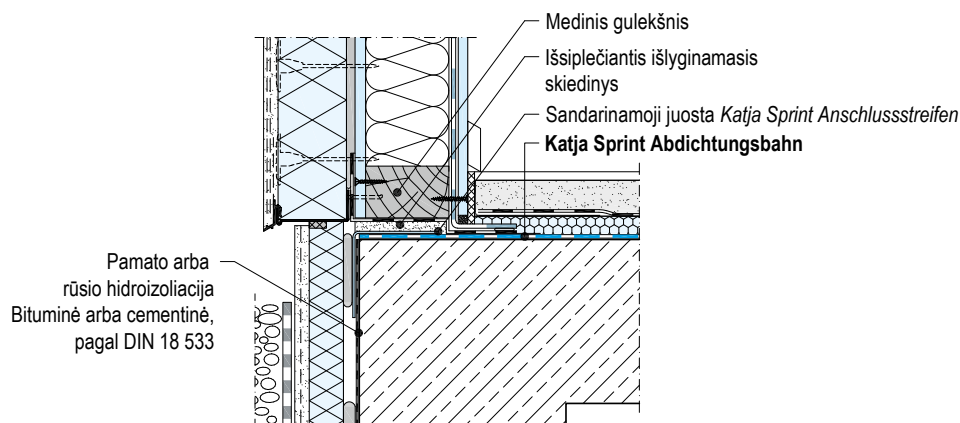 Medinis gulekšnis
Išsiplečiantis išlyginamasis
skiedinys
Sandarinamoji juosta Katja Sprint Anschlussstreifen
Katja Sprint Abdichtungsbahn
Pamato arba
rūsio hidroizoliacija
Bituminė arba cementinė,
pagal DIN 18 533